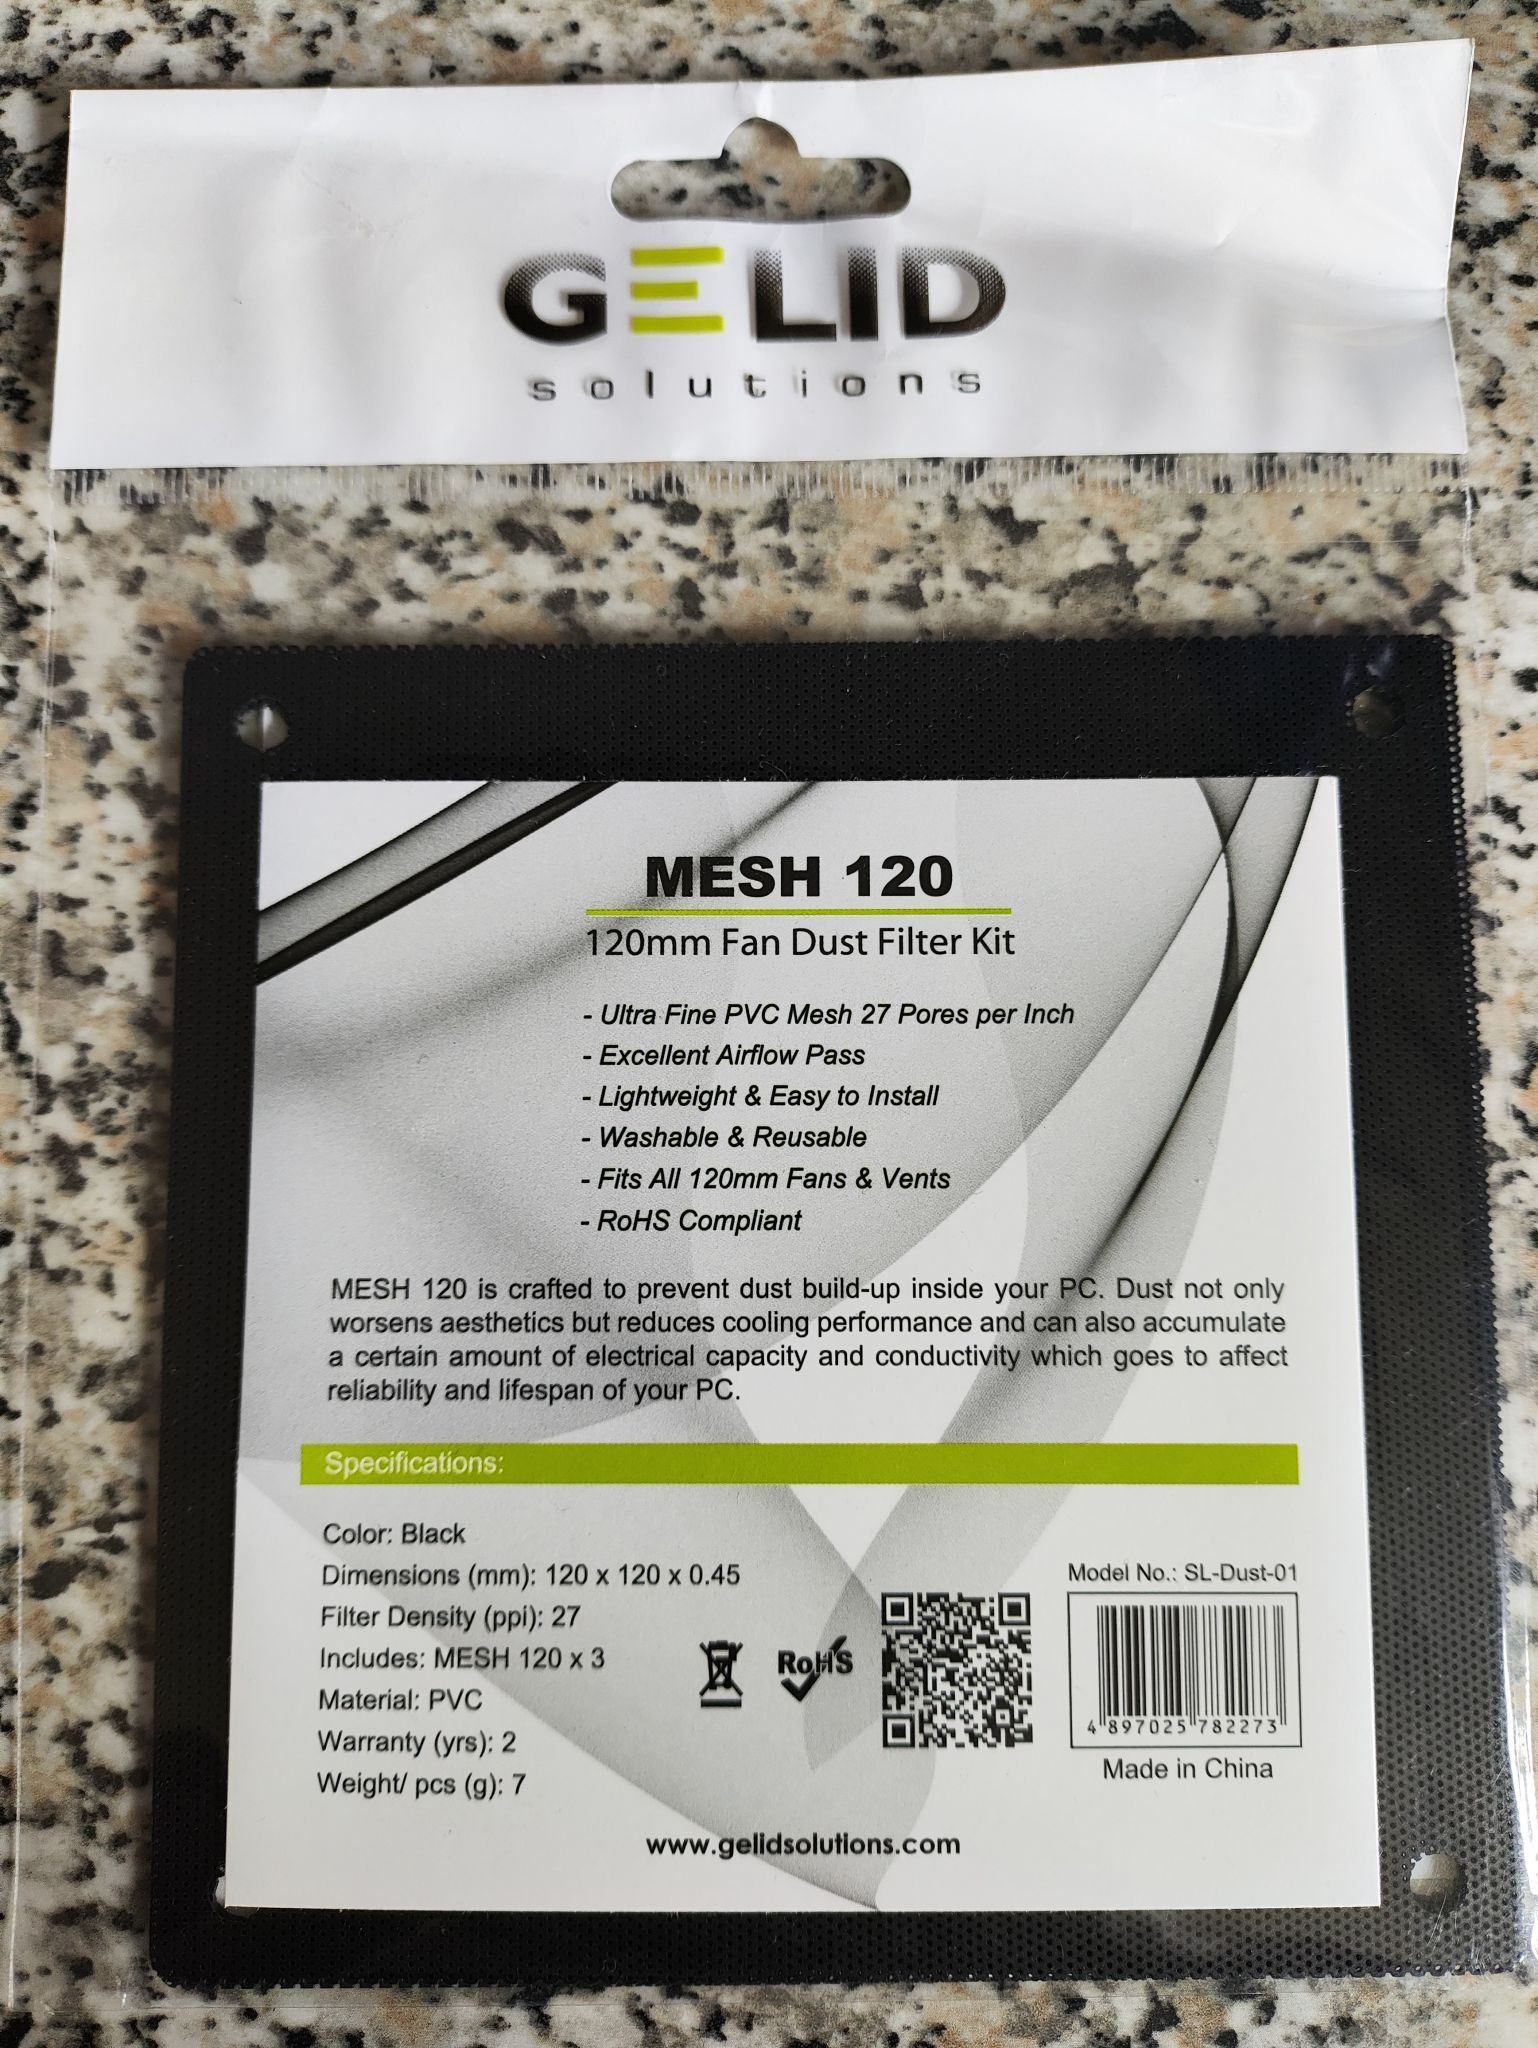 GELID
solutions
MESH 120
120mm Fan Dust Filter Kit
- Ultra Fine PVC Mesh 27 Pores per Inch
- Excellent Airflow Pass
- Lightweight & Easy to Install
- Washable & Reusable
- Fits All 120mm Fans & Vents
- RoHS Compliant
MESH 120 is crafted to prevent dust build-up inside your PC. Dust not only
worsens aesthetics but reduces cooling performance and can also accumulate
a certain amount of electrical capacity and conductivity which goes to affect
reliability and lifespan of your PC.
Specifications:
Color: Black
Dimensions (mm): 120 x 120 x 0.45
Filter Density (ppi): 27
Includes: MESH 120 x 3
Material: PVC
Warranty (yrs): 2
Weight/ pcs (g): 7
RoHS
Model No.: SL-Dust-01
4 897025 782273
Made in China
www.gelidsolutions.com